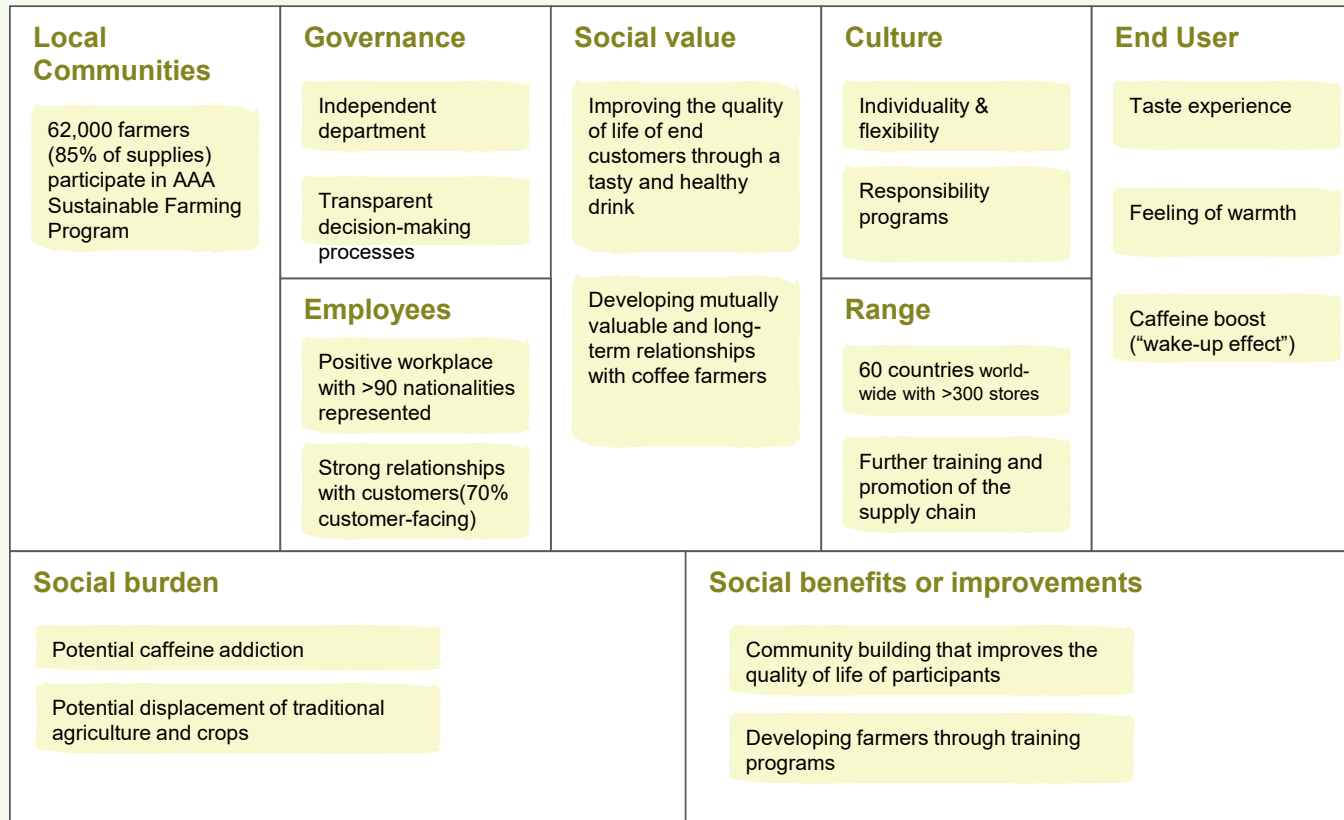 Local
Communities
62,000 farmers
(85% of supplies)
participate in AAA
Sustainable Farming
Program
Governance
Independent
department
Transparent
decision-making
processes
Employees
Positive workplace
with >90 nationalities
represented
Strong relationships
with customers(70%
customer-facing)
Social value
Improving the quality
of life of end
customers through a
tasty and healthy
drink
Developing mutually
valuable and long-
term relationships
with coffee farmers
Culture
Individuality &
flexibility
Responsibility
programs
Range
60 countries world-
wide with >300 stores
Further training and
promotion of the
supply chain
End User
Taste experience
Feeling of warmth
Caffeine boost
(“wake-up effect”)
Social burden
Potential caffeine addiction
Potential displacement of traditional
agriculture and crops
Social benefits or improvements
Community building that improves the
quality of life of participants
Developing farmers through training
programs